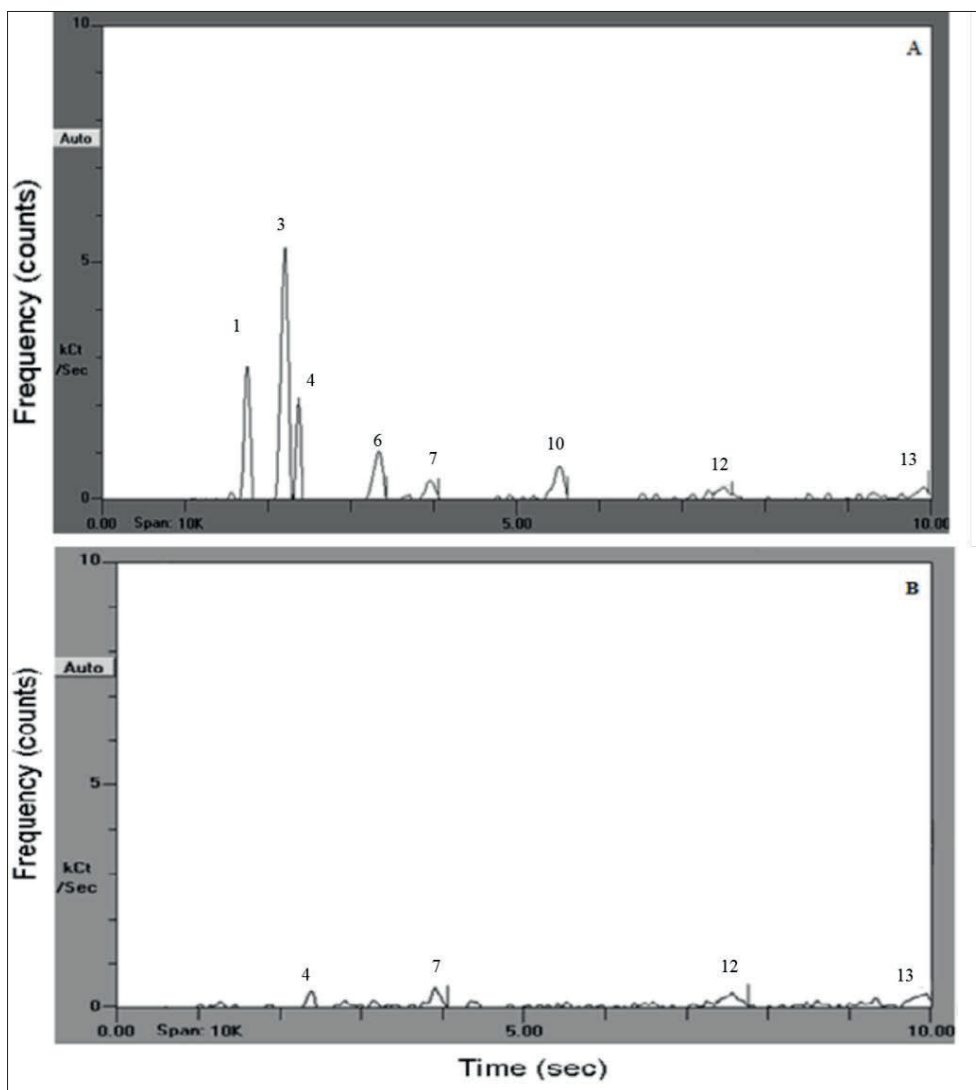 10
A
Auto
Frequency (counts)
3
5
1
kCt
/Sec
4
6
7
10
12
13
0
0.00 Span: 10K 5.00 10.00
10
B
Auto
Frequency (counts)
5
kCt
/Sec
4
7
12
13
0
0.00 Span: 10K 5.00 10.00
Time (sec)